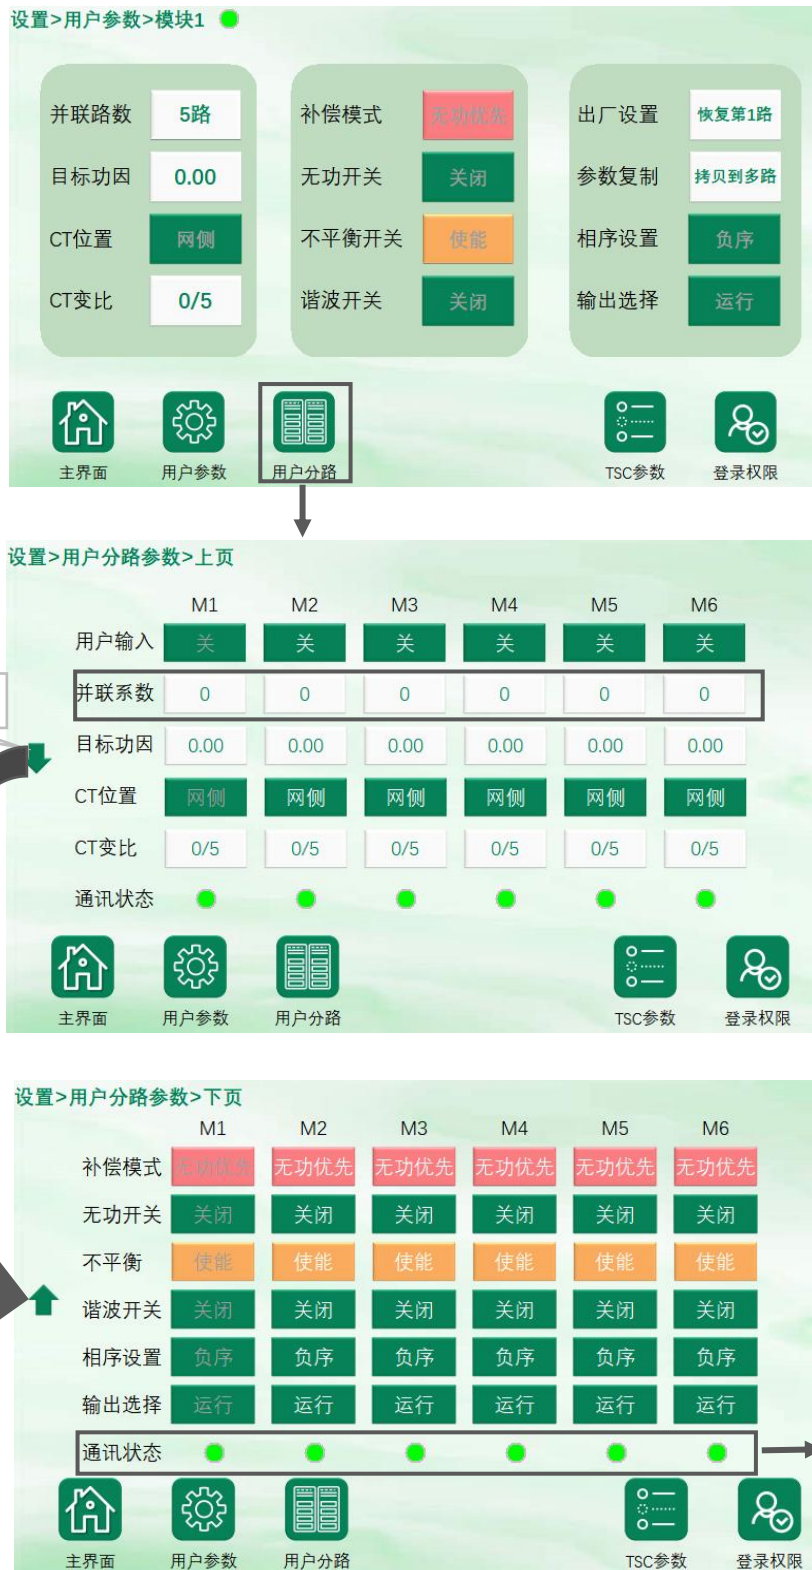 设置>用户参数>模块1
并联路数 5路 补偿模式 无功优先 出厂设置 恢复第1路
目标功因 0.00 无功开关 关闭 参数复制 拷贝到多路
CT位置 网侧 不平衡开关 使能 相序设置 负序
CT变比 0/5 谐波开关 关闭 输出选择 运行
主界面 用户参数 用户分路 TSC参数 登录权限
设置>用户分路参数>上页
M1 M2 M3 M4 M5 M6
用户输入 关 关 关 关 关 关
并联系数 0 0 0 0 0 0
目标功因 0.00 0.00 0.00 0.00 0.00 0.00
CT位置 网侧 网侧 网侧 网侧 网侧 网侧
CT变比 0/5 0/5 0/5 0/5 0/5 0/5
通讯状态
主界面 用户参数 用户分路 TSC参数 登录权限
设置>用户分路参数>下页
M1 M2 M3 M4 M5 M6
补偿模式 无功优先 无功优先 无功优先 无功优先 无功优先 无功优先
无功开关 关闭 关闭 关闭 关闭 关闭 关闭
不平衡 使能 使能 使能 使能 使能 使能
谐波开关 关闭 关闭 关闭 关闭 关闭 关闭
相序设置 负序 负序 负序 负序 负序 负序
输出选择 运行 运行 运行 运行 运行 运行
通讯状态
主界面 用户参数 用户分路 TSC参数 登录权限